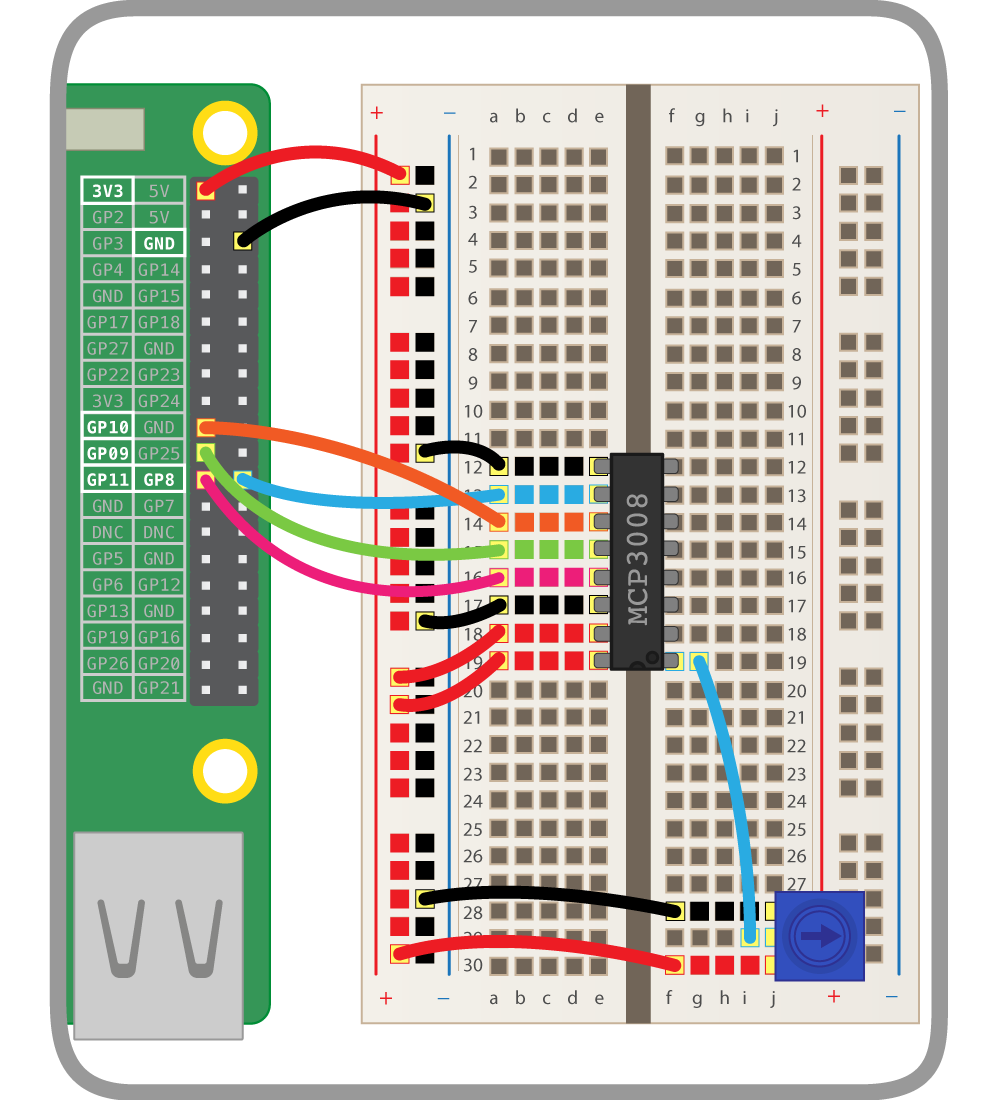 + − a b c d e f g h i j + −
3V3 5V
GP2 5V
GP3 GND
GP4 GP14
GND GP15
GP17 GP18
GP27 GND
GP22 GP23
3V3 GP24
GP10 GND
GP09 GP25
GP11 GP8
GND GP7
DNC DNC
GP5 GND
GP6 GP12
GP13 GND
GP19 GP16
GP26 GP20
GND GP21
1 1
2 2
3 3
4 4
5 5
6 6
7 7
8 8
9 9
10 10
11 11
12 12
13 13
14 14
15 15
16 16
17 17
18 18
19 19
20 20
21 21
22 22
23 23
24 24
25 25
26 26
27 27
28
29
30
MCP3008
+ − a b c d e f g h i j + −